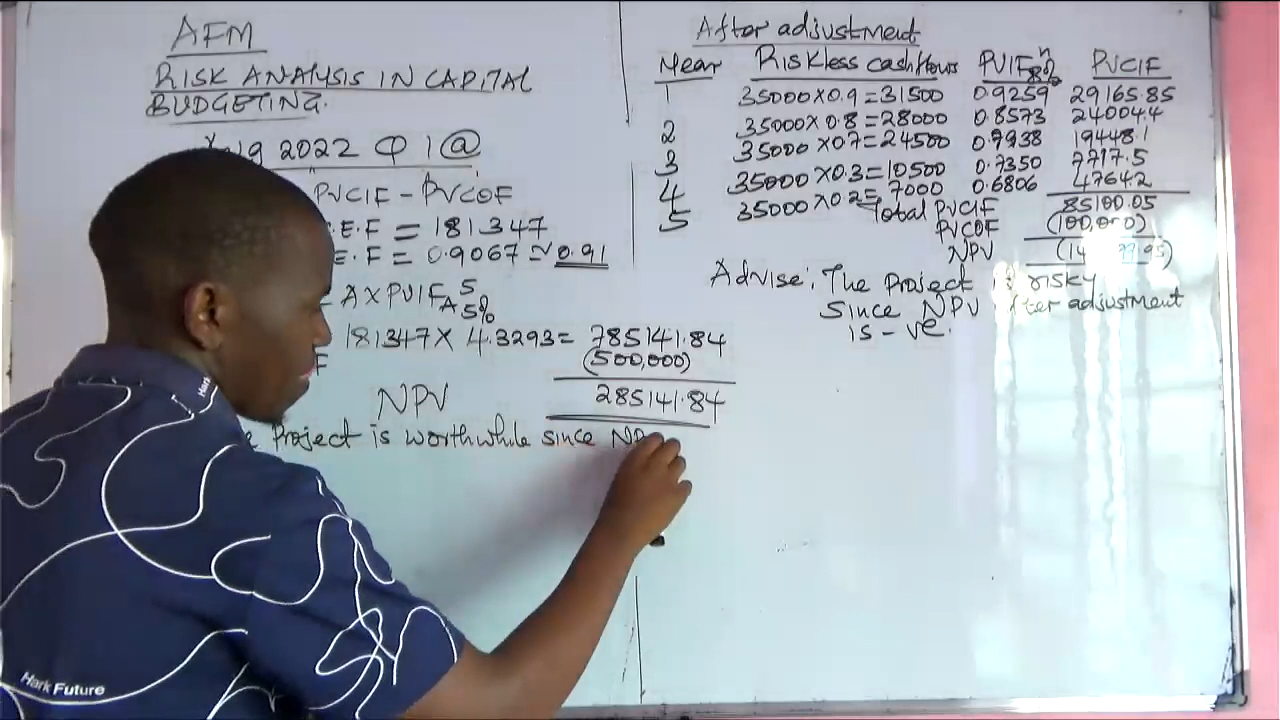 AFM
RISK ANALYSIS IN CAPITAL
BUDGETING.
2022 Q 1 @
PVCIF - PVCOF
.E.F = 181347
E.F = 0.9067 ≃ 0.91
= A X PVIFA 5 5%
181347 X 4.3293 = 785141.84
F (500,000)
NPV 285141.84
e Project is worthwhile since NP
After adjustment
Year Riskless cashflows PVIF n 8% PVCIF
1 35000 X 0.9 = 31500 0.9259 29165.85
2 35000 X 0.8 = 28000 0.8573 24004.4
3 35000 X 0.7 = 24500 0.7938 19448.1
4 35000 X 0.3 = 10500 0.7350 7717.5
5 35000 X 0.2 = 7000 0.6806 4764.2
Total PVCIF 85100.05
PVCOF (100,000)
NPV (14 .95)
Advise: The Project is risky
since NPV after adjustment
is -ve.
Hark
Hark Future